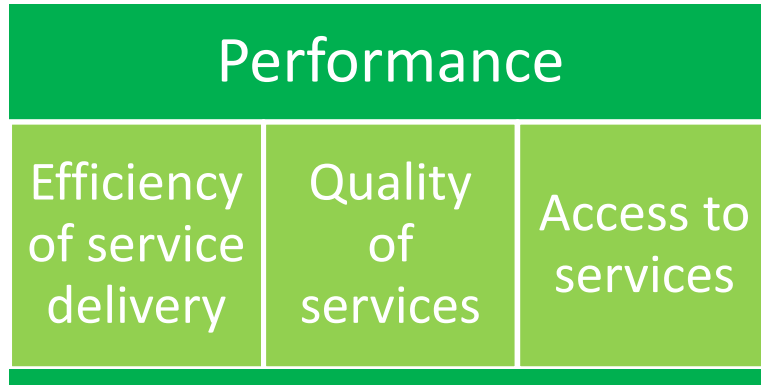 Performance
Efficiency
of service
delivery
Quality
of
services
Access to
services